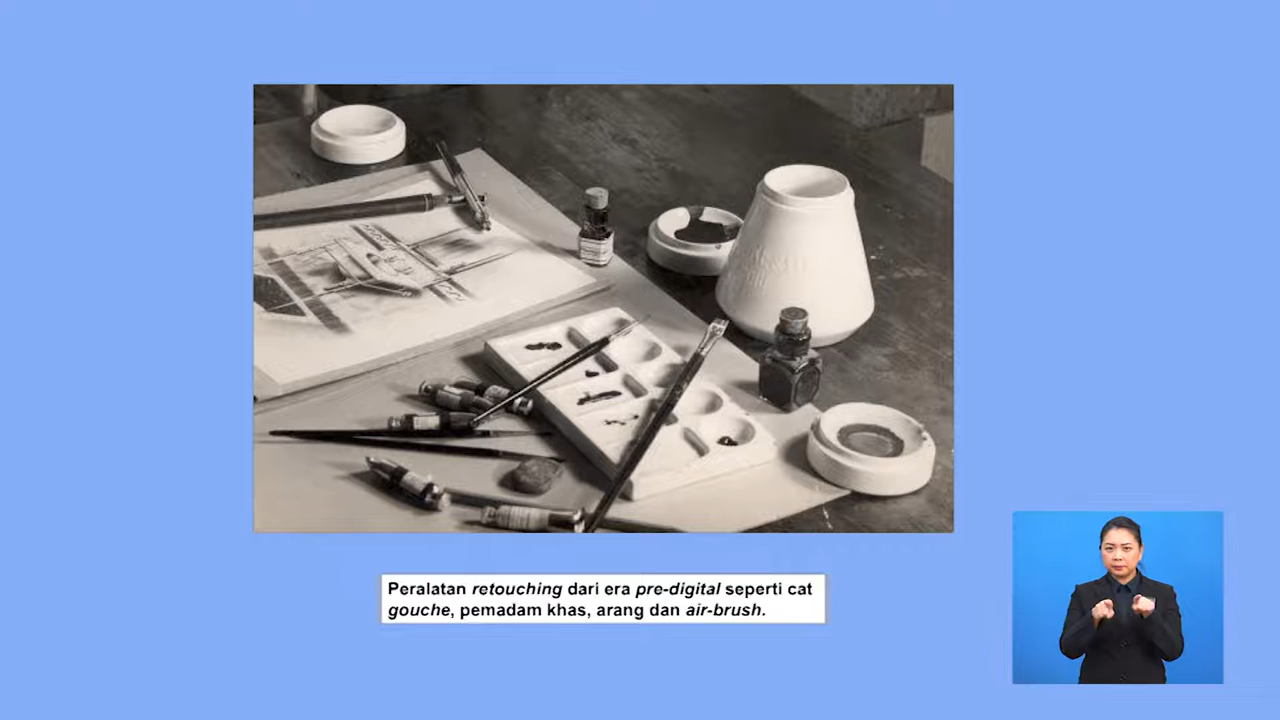 Peralatan retouching dari era pre-digital seperti cat
gouche, pemadam khas, arang dan air-brush.